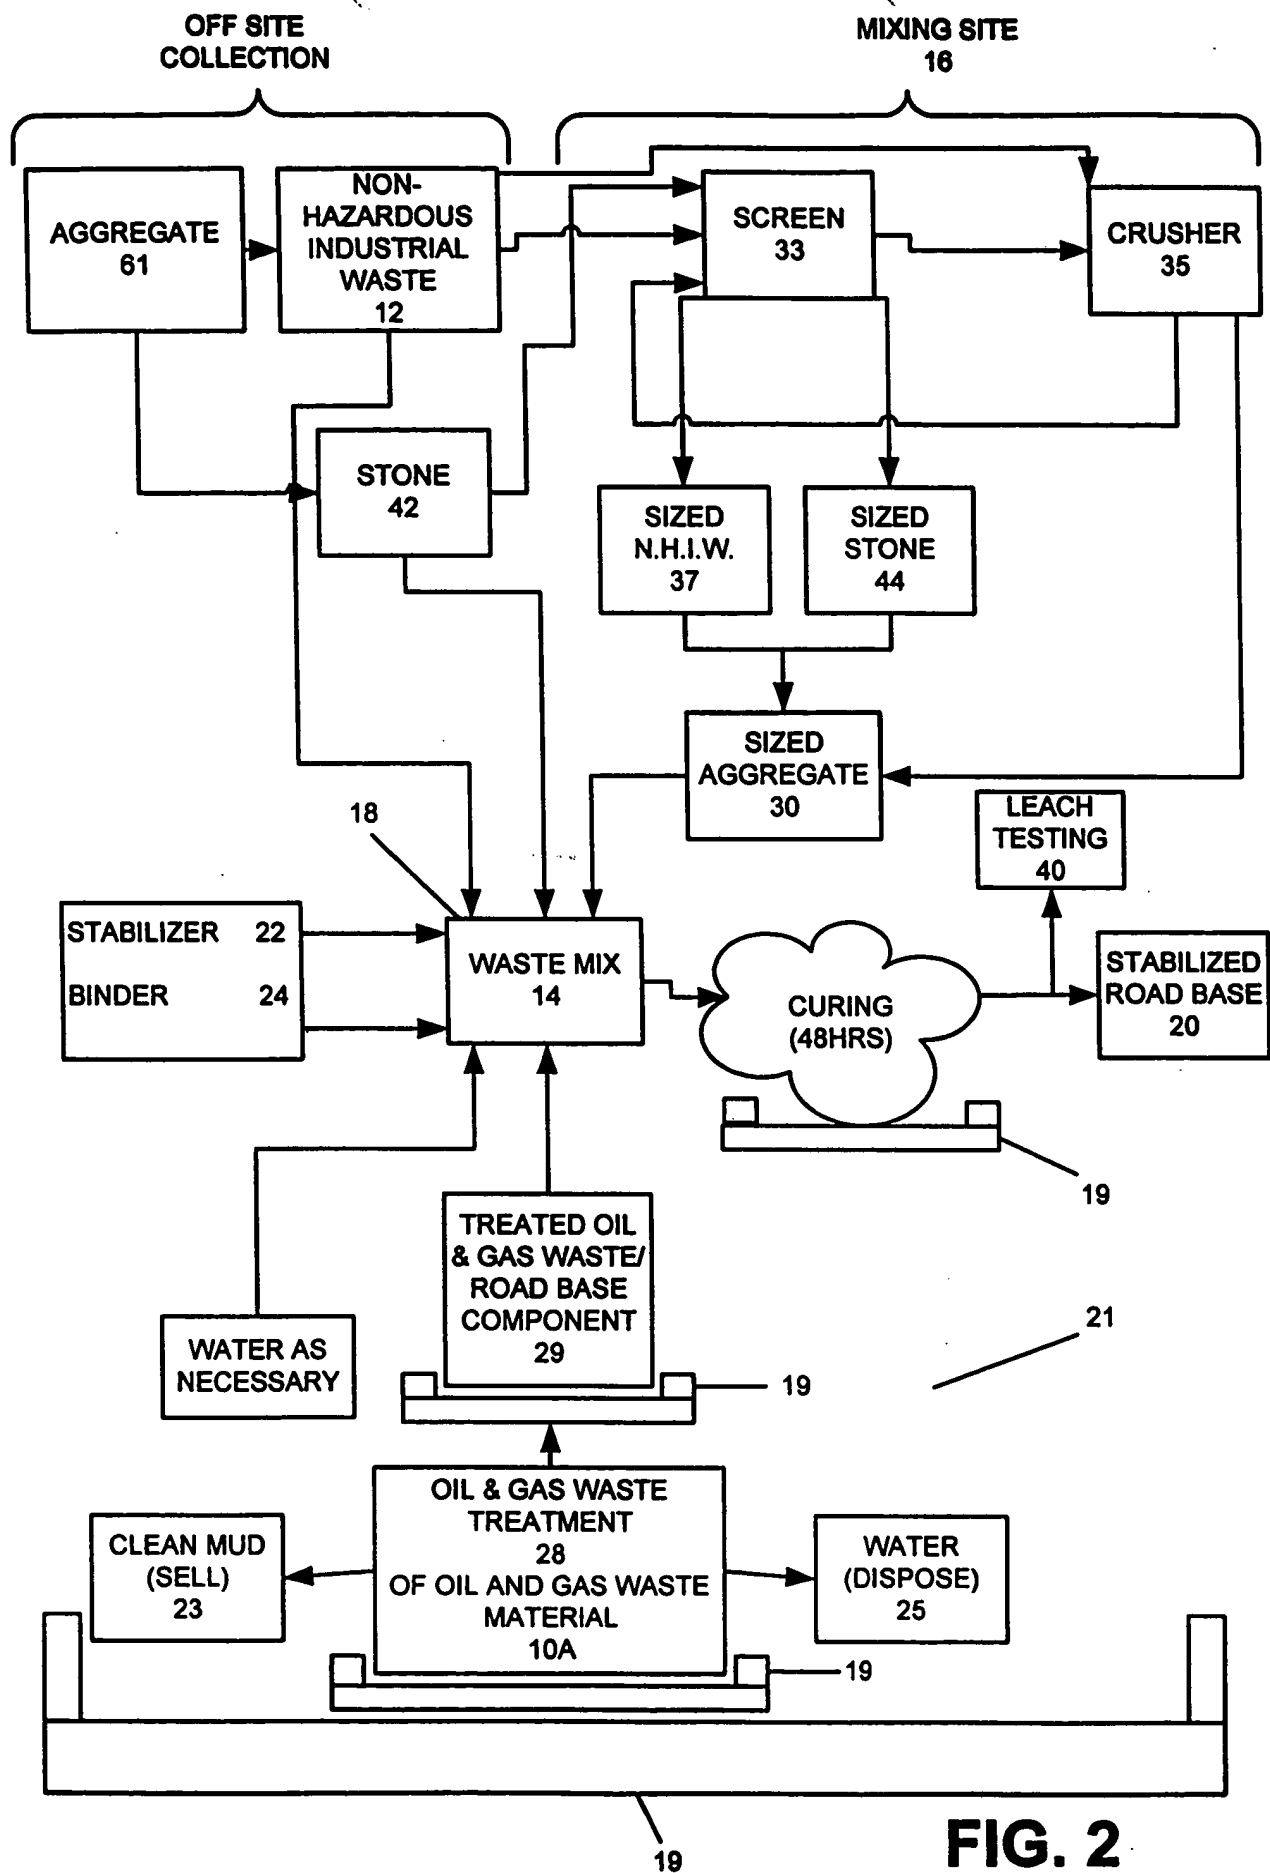 OFF SITE
COLLECTION
MIXING SITE
16
AGGREGATE
61
NON-
HAZARDOUS
INDUSTRIAL
WASTE
12
SCREEN
33
CRUSHER
35
STONE
42
SIZED
N.H.I.W.
37
SIZED
STONE
44
SIZED
AGGREGATE
30
18
LEACH
TESTING
40
STABILIZER 22
BINDER 24
WASTE MIX
14
CURING
(48HRS)
STABILIZED
ROAD BASE
20
19
TREATED OIL
& GAS WASTE/
ROAD BASE
COMPONENT
29
21
WATER AS
NECESSARY
19
OIL & GAS WASTE
TREATMENT
28
OF OIL AND GAS WASTE
MATERIAL
10A
CLEAN MUD
(SELL)
23
WATER
(DISPOSE)
25
19
19
FIG. 2